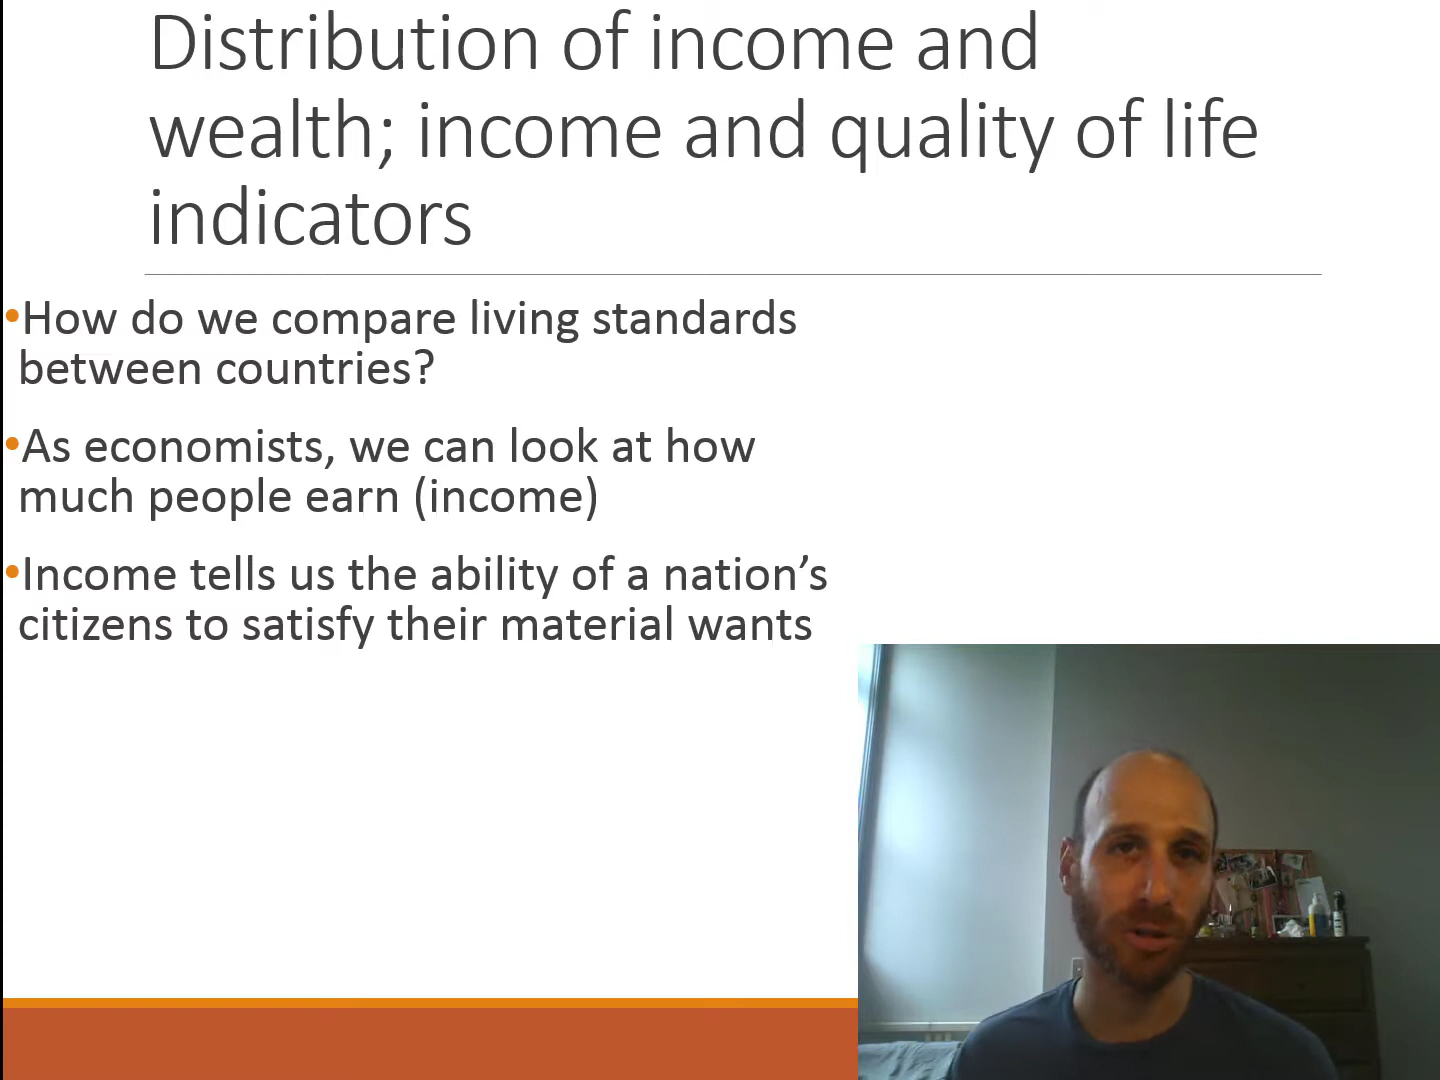 Distribution of income and
wealth; income and quality of life
indicators
•How do we compare living standards
between countries?
•As economists, we can look at how
much people earn (income)
•Income tells us the ability of a nation’s
citizens to satisfy their material wants